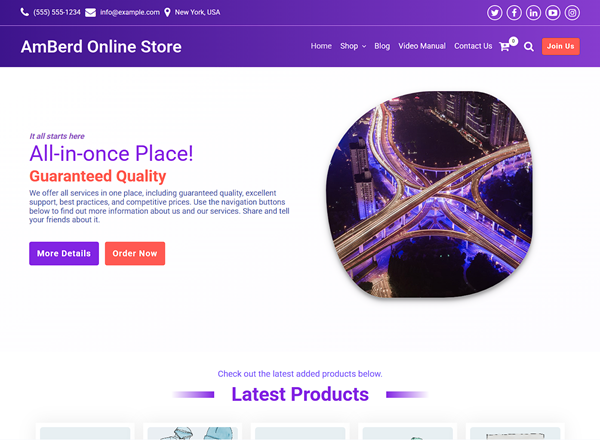 (555) 555-1234 info@example.com New York, USA
AmBerd Online Store
Home Shop Blog Video Manual Contact Us 0 Join Us
It all starts here
All-in-once Place!
Guaranteed Quality
We offer all services in one place, including guaranteed quality, excellent
support, best practices, and competitive prices. Use the navigation buttons
below to find out more information about us and our services. Share and tell
your friends about it.
More Details Order Now
Check out the latest added products below.
Latest Products